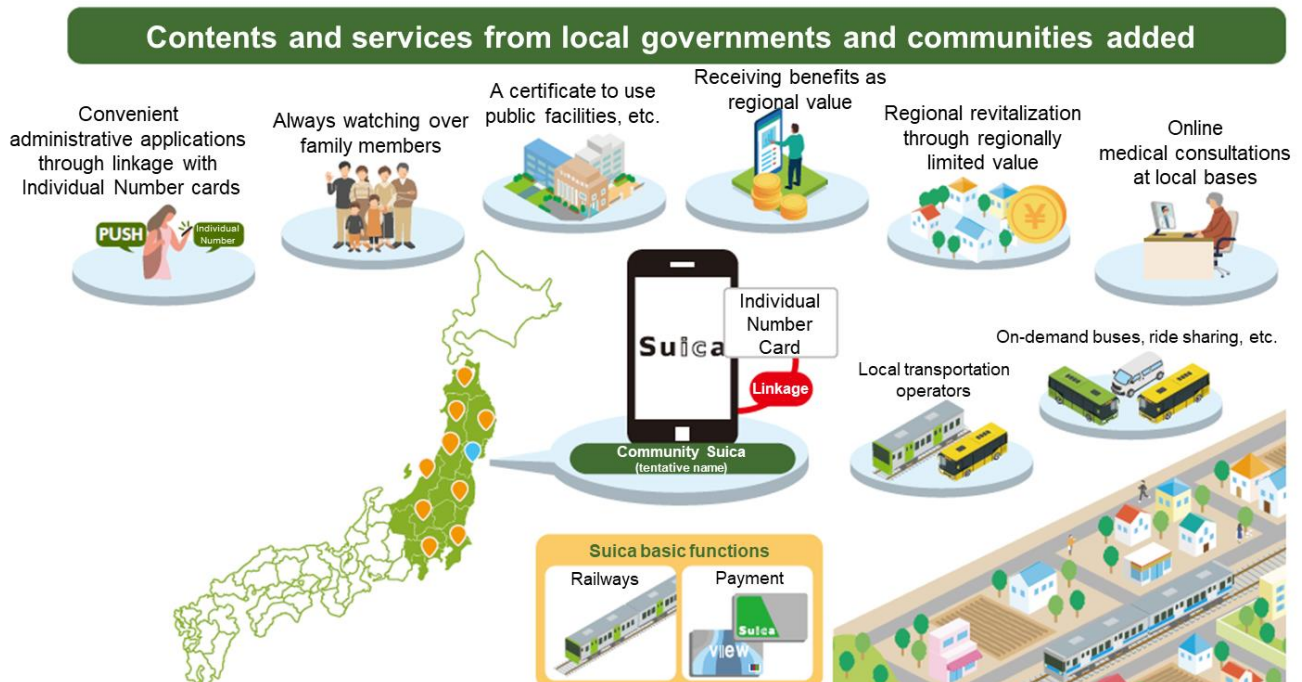 Contents and services from local governments and communities added
Convenient
administrative applications
through linkage with
Individual Number cards
PUSH
Individual
Number
Always watching over
family members
A certificate to use
public facilities, etc.
Receiving benefits as
regional value
Regional revitalization
through regionally
limited value
¥
Online
medical consultations
at local bases
Suica
Individual
Number
Card
Linkage
Community Suica
(tentative name)
Local transportation
operators
On-demand buses, ride sharing, etc.
Suica basic functions
Railways
Payment
Suica
view